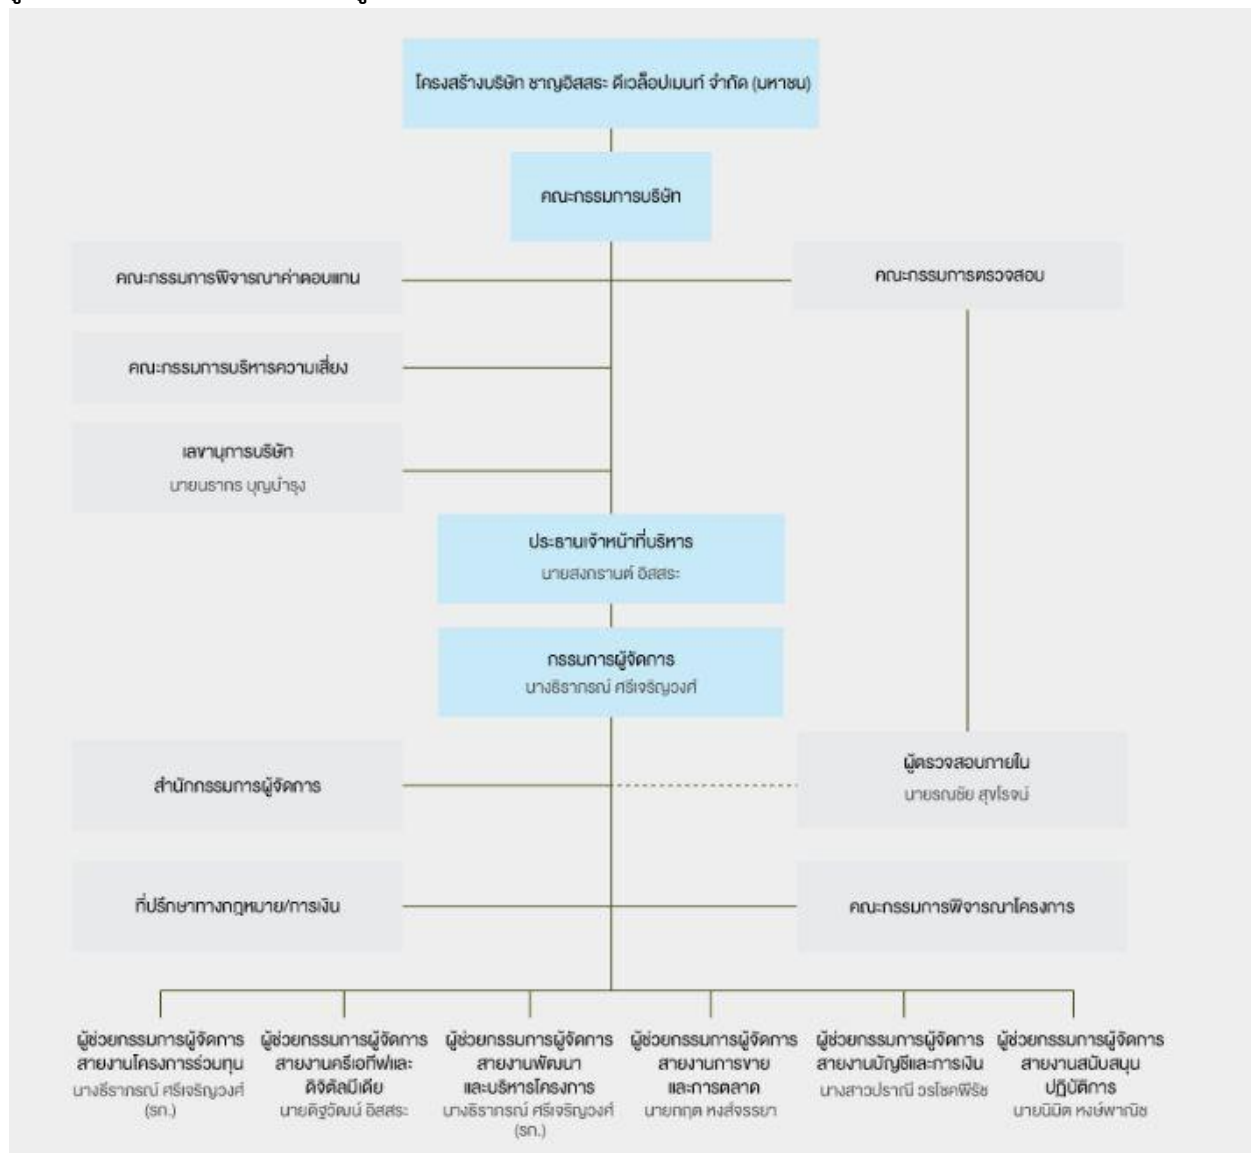 โครงสร้างบริษัท ชาญอิสสระ ดีเวล็อปเมนท์ จำกัด (มหาชน)
คณะกรรมการบริษัท
คณะกรรมการพิจารณาค่าตอบแทน
คณะกรรมการตรวจสอบ
คณะกรรมการบริหารความเสี่ยง
เลขานุการบริษัท
นายนรากร บุญบำรุง
ประธานเจ้าหน้าที่บริหาร
นายสงกรานต์ อิสสระ
กรรมการผู้จัดการ
นางธีราภรณ์ ศรีเจริญวงศ์
สำนักกรรมการผู้จัดการ
ผู้ตรวจสอบภายใน
นายรณชัย สุขโรจน์
ที่ปรึกษาทางกฎหมาย/การเงิน
คณะกรรมการพิจารณาโครงการ
ผู้ช่วยกรรมการผู้จัดการ
สายงานโครงการร่วมทุน
นางธีราภรณ์ ศรีเจริญวงศ์
(รก.)
ผู้ช่วยกรรมการผู้จัดการ
สายงานครีเอทีฟและ
ดิจิตัลมีเดีย
นายดิฐวัฒน์ อิสสระ
ผู้ช่วยกรรมการผู้จัดการ
สายงานพัฒนา
และบริหารโครงการ
นางธีราภรณ์ ศรีเจริญวงศ์
(รก.)
ผู้ช่วยกรรมการผู้จัดการ
สายงานการขาย
และการตลาด
นายกฤต หงส์จรรยา
ผู้ช่วยกรรมการผู้จัดการ
สายงานบัญชีและการเงิน
นางสาวปราณี วรโชคพีรัช
ผู้ช่วยกรรมการผู้จัดการ
สายงานสนับสนุน
ปฏิบัติการ
นายนิมิต หงษ์พาณิช